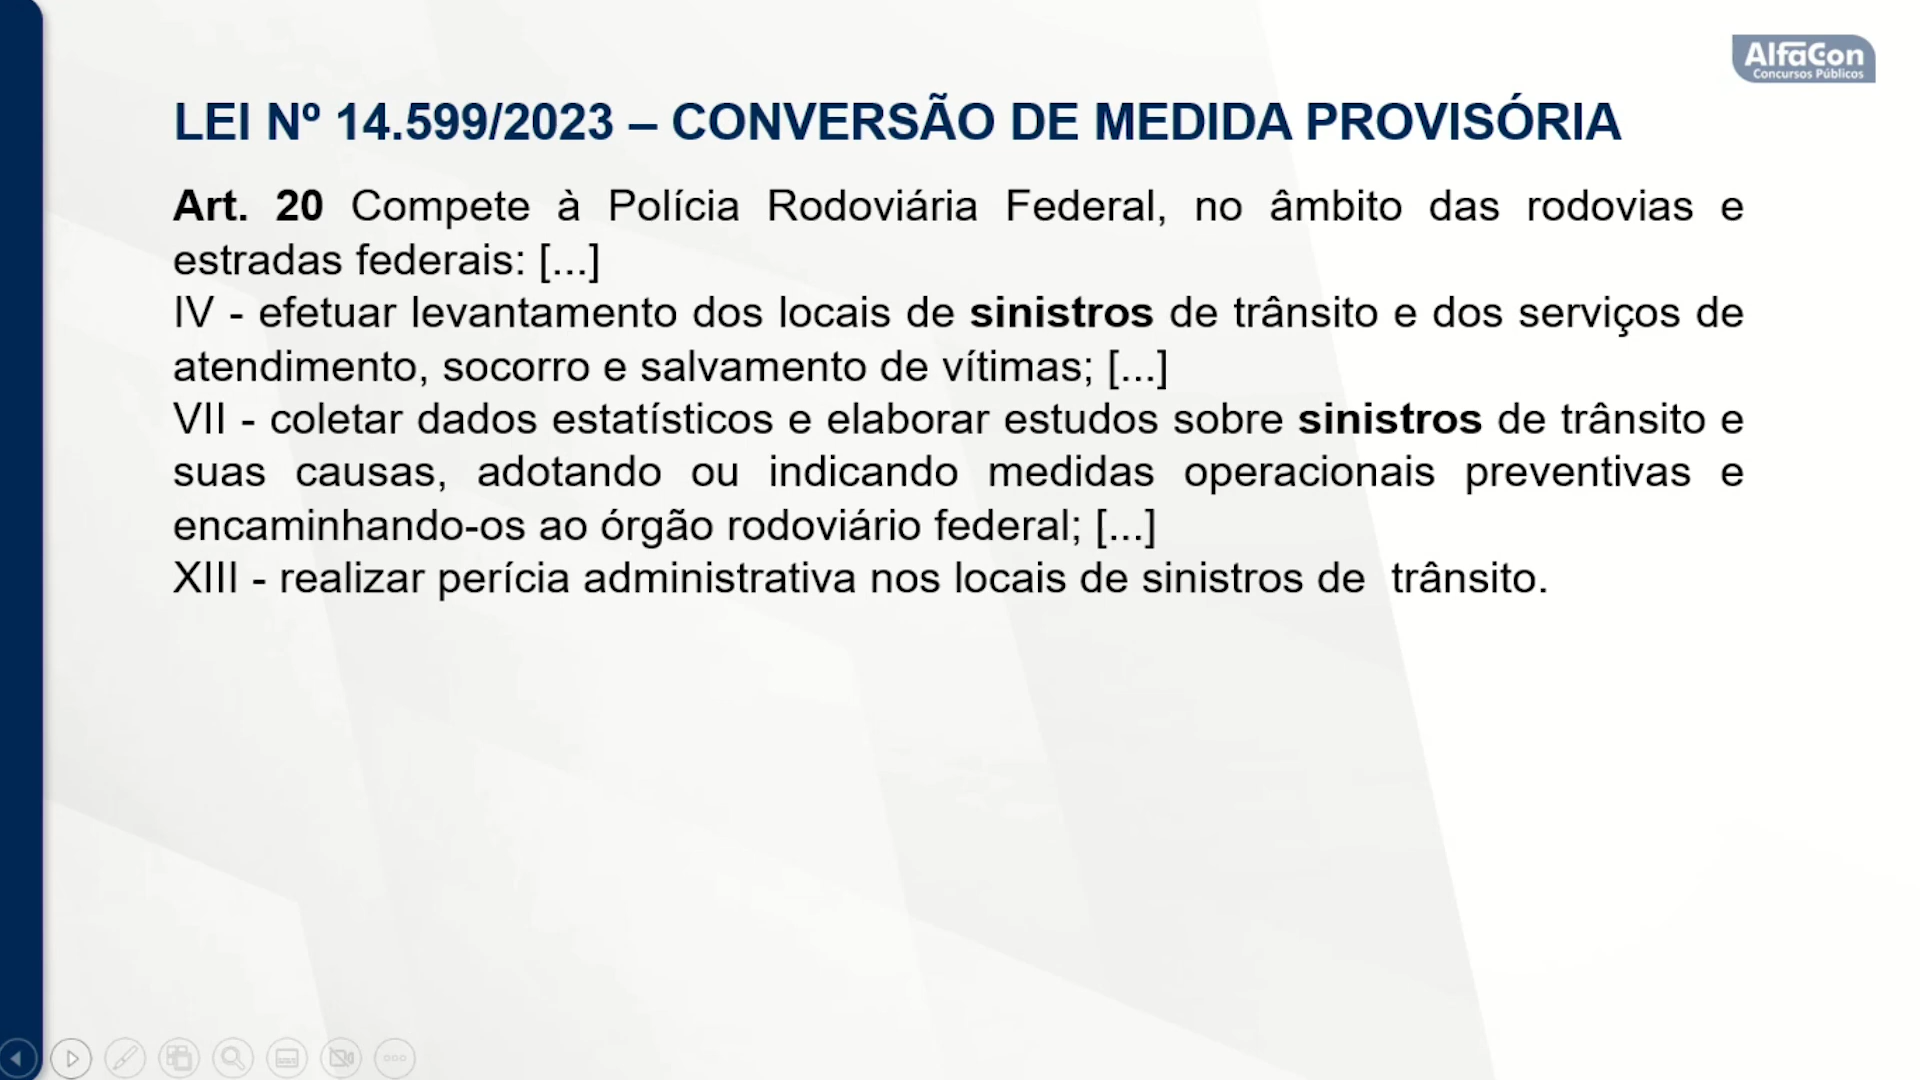 AlfaCon
Concursos Públicos
LEI Nº 14.599/2023 – CONVERSÃO DE MEDIDA PROVISÓRIA
Art. 20 Compete à Polícia Rodoviária Federal, no âmbito das rodovias e
estradas federais: [...]
IV - efetuar levantamento dos locais de sinistros de trânsito e dos serviços de
atendimento, socorro e salvamento de vítimas; [...]
VII - coletar dados estatísticos e elaborar estudos sobre sinistros de trânsito e
suas causas, adotando ou indicando medidas operacionais preventivas e
encaminhando-os ao órgão rodoviário federal; [...]
XIII - realizar perícia administrativa nos locais de sinistros de  trânsito.